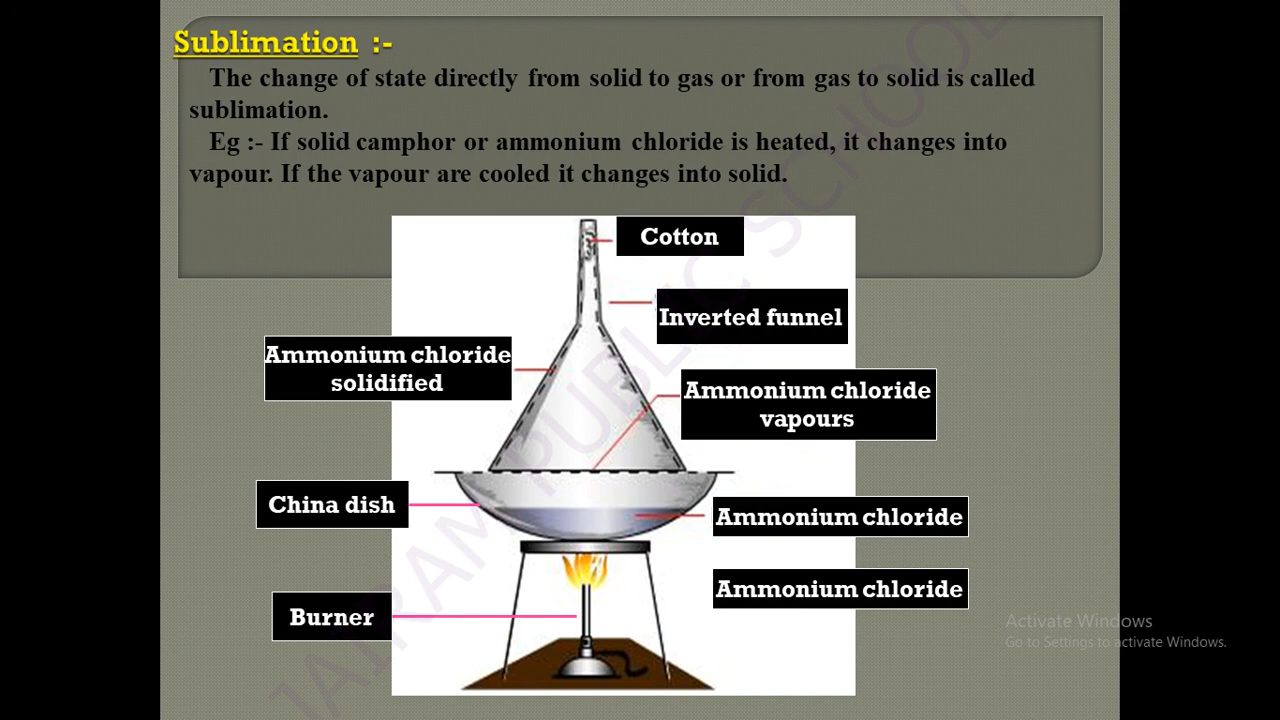 Sublimation :-
The change of state directly from solid to gas or from gas to solid is called
sublimation.
Eg :- If solid camphor or ammonium chloride is heated, it changes into
vapour. If the vapour are cooled it changes into solid.
Cotton
Inverted funnel
Ammonium chloride
solidified
Ammonium chloride
vapours
China dish
Ammonium chloride
Ammonium chloride
Burner
Activate Windows
Go to Settings to activate Windows.
JAIRAM PUBLIC SCHOOL